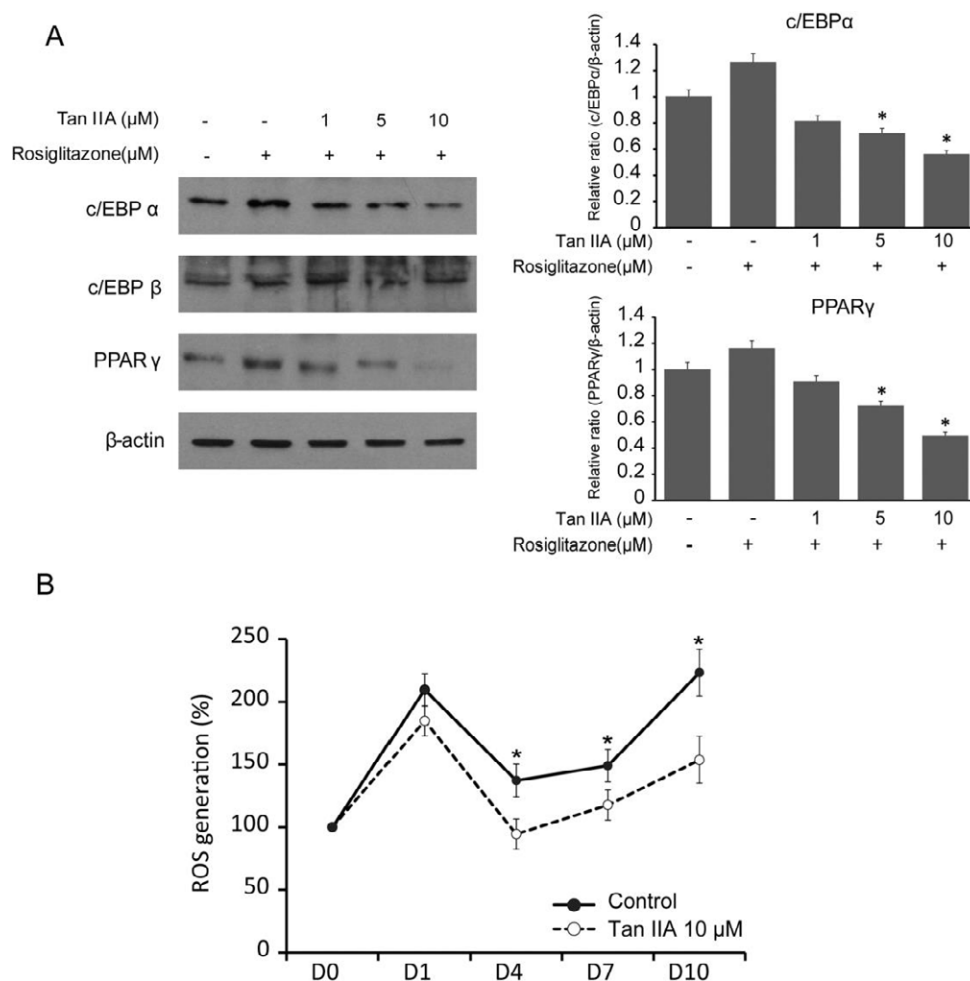 A
Tan IIA (µM) - - 1 5 10
Rosiglitazone(µM) - + + + +
c/EBP α
c/EBP β
PPAR γ
β-actin
c/EBPα
Relative ratio (c/EBPα/β-actin)
1.4
1.2
1
0.8
0.6
0.4
0.2
0
* *
Tan IIA (µM) - - 1 5 10
Rosiglitazone(µM) - + + + +
PPARγ
Relative ratio (PPARγ/β-actin)
1.4
1.2
1
0.8
0.6
0.4
0.2
0
* *
Tan IIA (µM) - - 1 5 10
Rosiglitazone(µM) - + + + +
B
ROS generation (%)
250
200
150
100
50
0
* * *
Control
Tan IIA 10 µM
D0 D1 D4 D7 D10